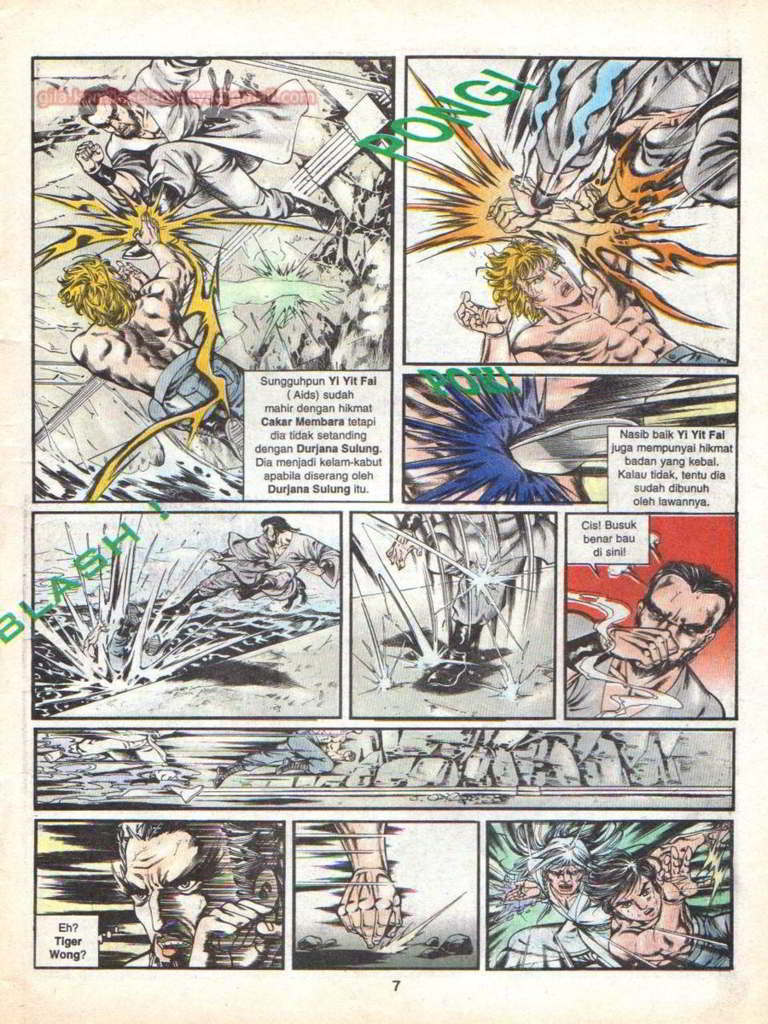 PONG!
Sungguhpun Yi Yit Fai
( Aids) sudah
mahir dengan hikmat
Cakar Membara tetapi
dia tidak setanding
dengan Durjana Sulung.
Dia menjadi kelam-kabut
apabila diserang oleh
Durjana Sulung itu.
POW!
Nasib baik Yi Yit Fai
juga mempunyai hikmat
badan yang kebal.
Kalau tidak, tentu dia
sudah dibunuh
oleh lawannya.
BLASH !
Cis! Busuk
benar bau
di sini!
Eh?
Tiger
Wong?
7